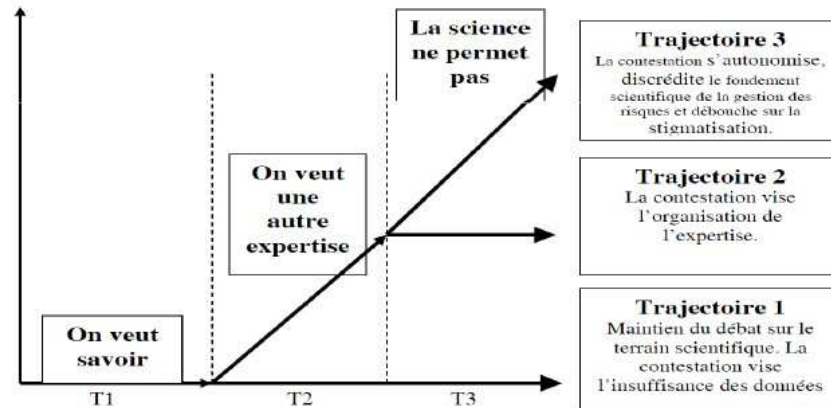 La science
ne permet
pas
On veut
une
autre
expertise
On veut
savoir
T1
T2
T3
Trajectoire 3
La contestation s’autonomise,
discrédite le fondement
scientifique de la gestion des
risques et débouche sur la
stigmatisation.
Trajectoire 2
La contestation vise
l’organisation de
l’expertise.
Trajectoire 1
Maintien du débat sur le
terrain scientifique. La
contestation vise
l’insuffisance des données